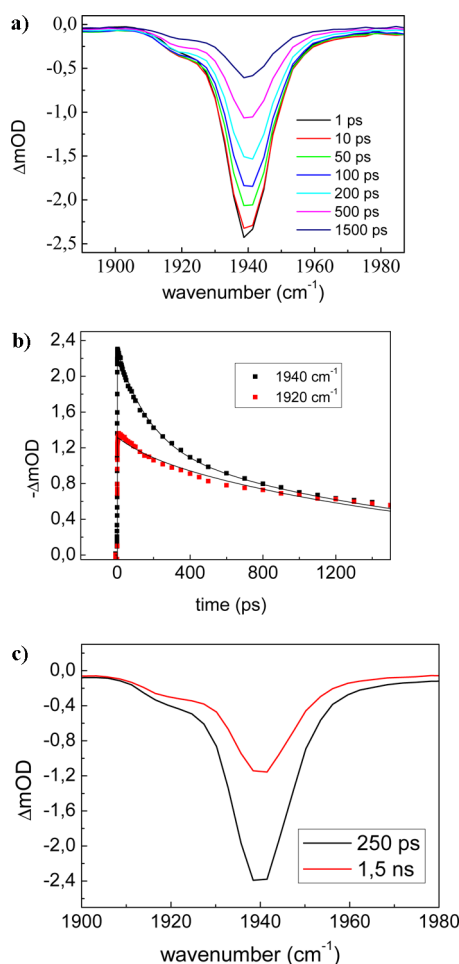 a)
0,0
-0,5
-1,0
-1,5
-2,0
-2,5
ΔmOD
1 ps
10 ps
50 ps
100 ps
200 ps
500 ps
1500 ps
1900 1920 1940 1960 1980
wavenumber (cm⁻¹)
b)
2,4
2,0
1,6
1,2
0,8
0,4
0,0
-ΔmOD
1940 cm⁻¹
1920 cm⁻¹
0 400 800 1200
time (ps)
c)
0,0
-0,4
-0,8
-1,2
-1,6
-2,0
-2,4
ΔmOD
250 ps
1,5 ns
1900 1920 1940 1960 1980
wavenumber (cm⁻¹)